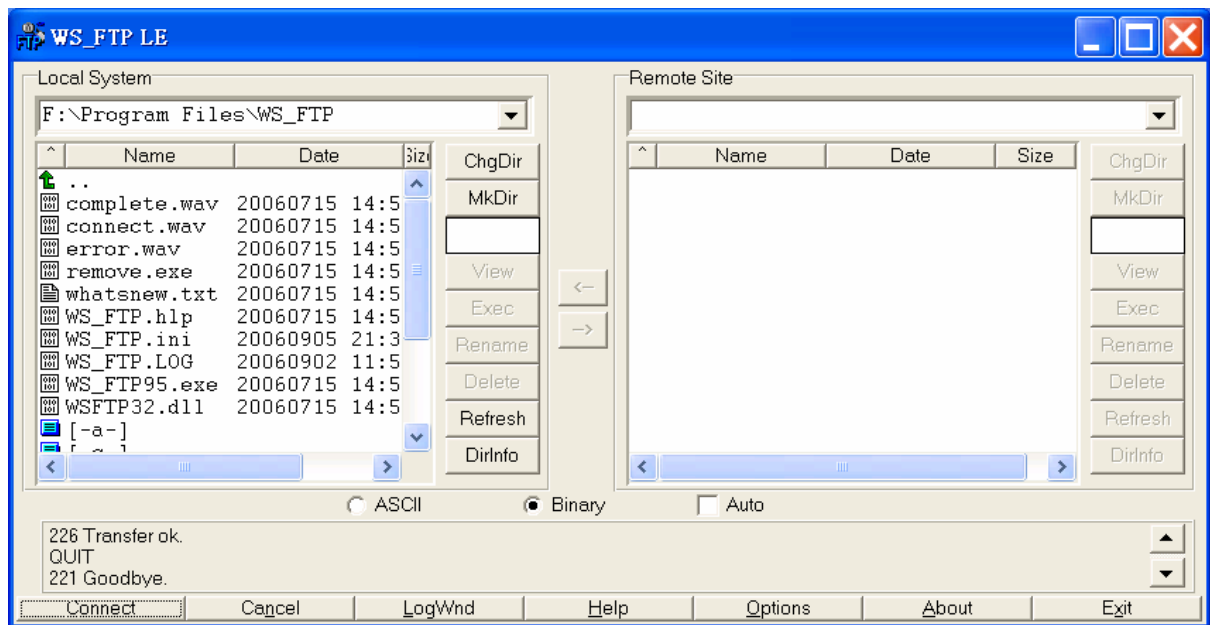 WS_FTP LE
Local System
F:\Program Files\WS_FTP
^ Name Date Size
..
complete.wav 20060715 14:5
connect.wav 20060715 14:5
error.wav 20060715 14:5
remove.exe 20060715 14:5
whatsnew.txt 20060715 14:5
WS_FTP.hlp 20060715 14:5
WS_FTP.ini 20060905 21:3
WS_FTP.LOG 20060902 11:5
WS_FTP95.exe 20060715 14:5
WSFTP32.dll 20060715 14:5
[-a-]
ChgDir
MkDir
View
Exec
Rename
Delete
Refresh
DirInfo
<--
-->
Remote Site
^ Name Date Size
ChgDir
MkDir
View
Exec
Rename
Delete
Refresh
DirInfo
ASCII Binary Auto
226 Transfer ok.
QUIT
221 Goodbye.
Connect Cancel LogWnd Help Options About Exit